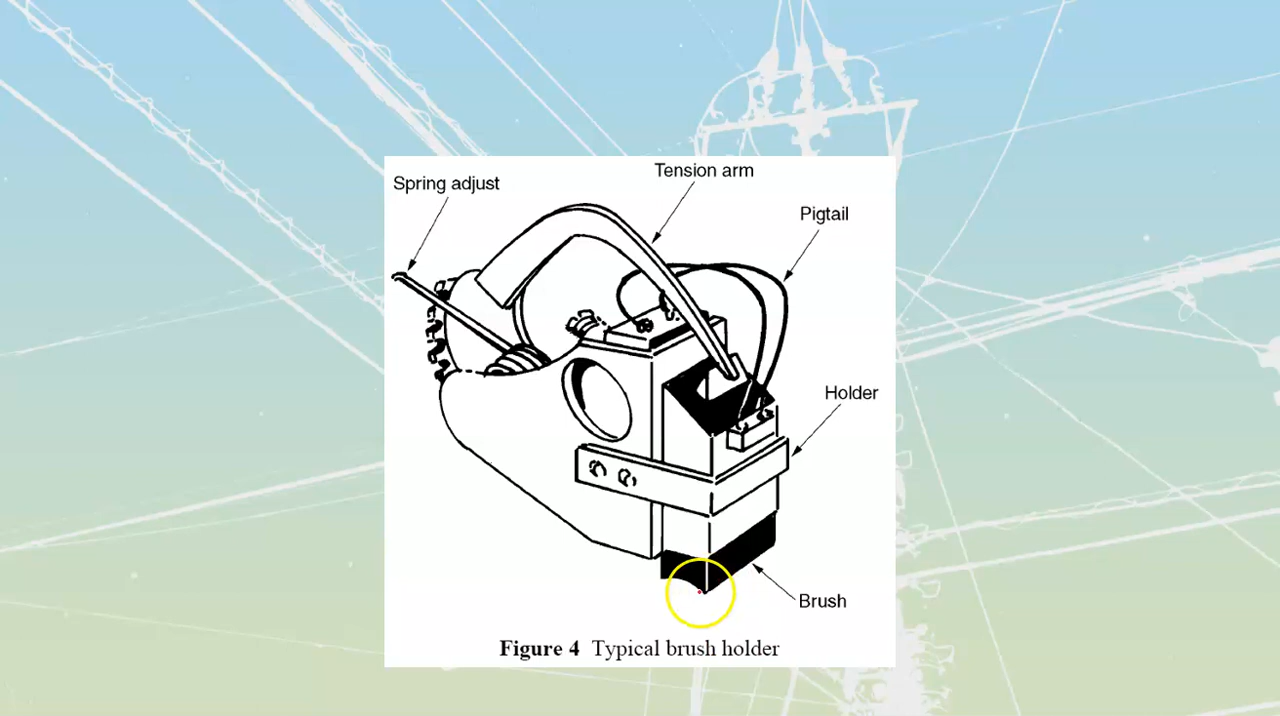 Tension arm
Spring adjust
Pigtail
Holder
Brush
Figure 4 Typical brush holder